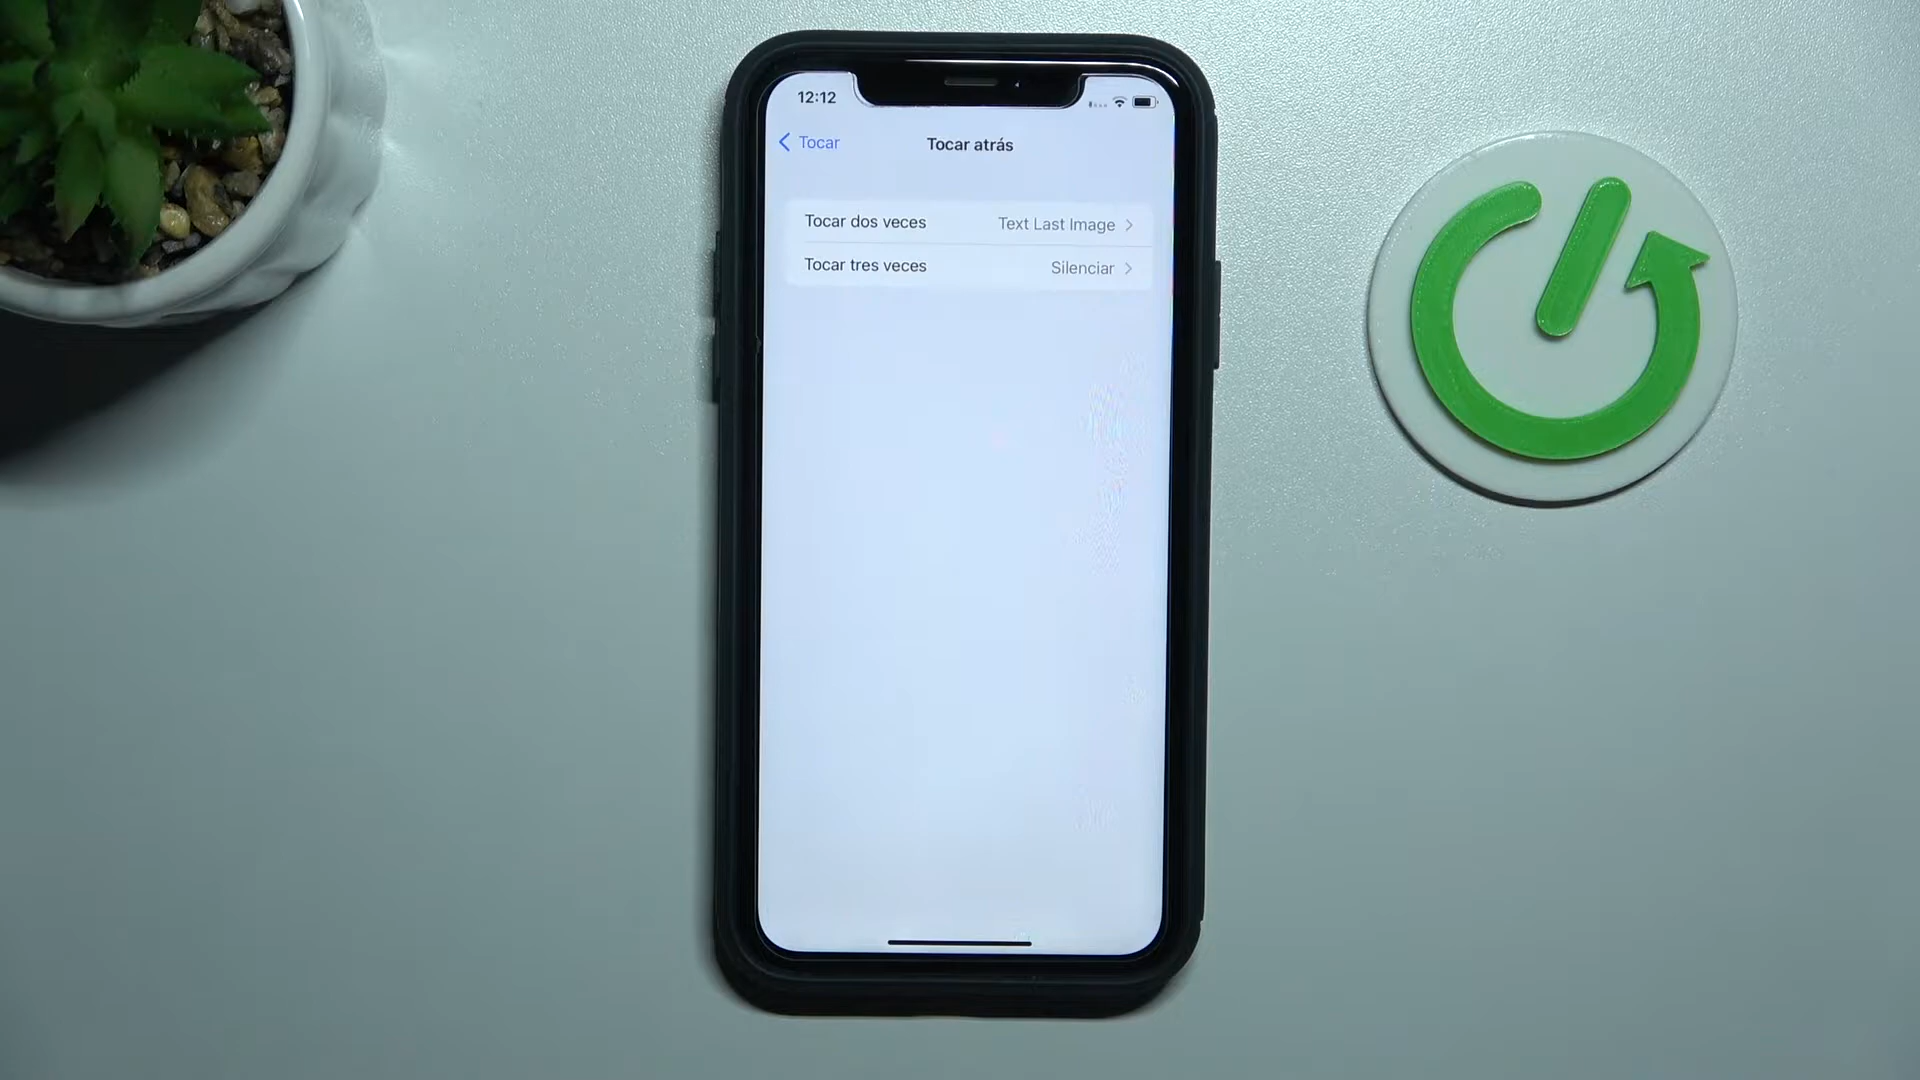 12:12
Tocar
Tocar atrás
Tocar dos veces
Text Last Image
Tocar tres veces
Silenciar